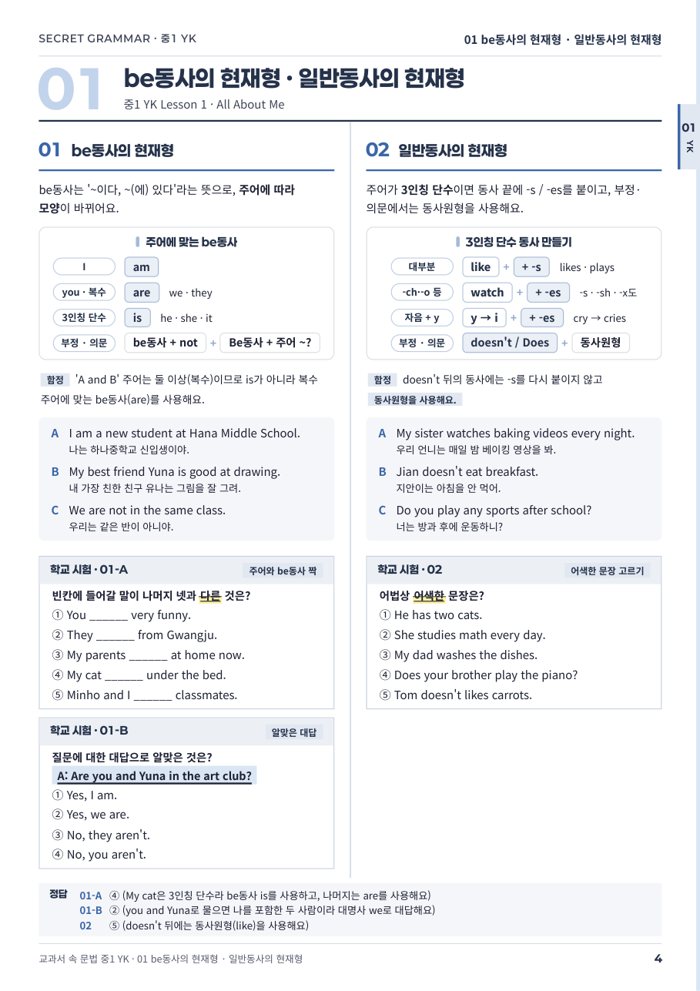 SECRET GRAMMAR · 중1 YK
01 be동사의 현재형 · 일반동사의 현재형
01
be동사의 현재형 · 일반동사의 현재형
중1 YK Lesson 1 · All About Me
01
YK
01 be동사의 현재형
be동사는 '~이다, ~(에) 있다'라는 뜻으로, 주어에 따라
모양이 바뀌어요.
주어에 맞는 be동사
I am
you · 복수 are we · they
3인칭 단수 is he · she · it
부정 · 의문 be동사 + not + Be동사 + 주어 ~?
함정 'A and B' 주어는 둘 이상(복수)이므로 is가 아니라 복수
주어에 맞는 be동사(are)를 사용해요.
A I am a new student at Hana Middle School.
나는 하나중학교 신입생이야.
B My best friend Yuna is good at drawing.
내 가장 친한 친구 유나는 그림을 잘 그려.
C We are not in the same class.
우리는 같은 반이 아니야.
학교 시험 · 01-A 주어와 be동사 짝
빈칸에 들어갈 말이 나머지 넷과 다른 것은?
① You ______ very funny.
② They ______ from Gwangju.
③ My parents ______ at home now.
④ My cat ______ under the bed.
⑤ Minho and I ______ classmates.
학교 시험 · 01-B 알맞은 대답
질문에 대한 대답으로 알맞은 것은?
A: Are you and Yuna in the art club?
① Yes, I am.
② Yes, we are.
③ No, they aren't.
④ No, you aren't.
02 일반동사의 현재형
주어가 3인칭 단수이면 동사 끝에 -s / -es를 붙이고, 부정·
의문에서는 동사원형을 사용해요.
3인칭 단수 동사 만들기
대부분 like + + -s likes · plays
-ch··o 등 watch + + -es -s · -sh · -x도
자음 + y y → i + + -es cry → cries
부정 · 의문 doesn't / Does + 동사원형
함정 doesn't 뒤의 동사에는 -s를 다시 붙이지 않고
동사원형을 사용해요.
A My sister watches baking videos every night.
우리 언니는 매일 밤 베이킹 영상을 봐.
B Jian doesn't eat breakfast.
지안이는 아침을 안 먹어.
C Do you play any sports after school?
너는 방과 후에 운동하니?
학교 시험 · 02 어색한 문장 고르기
어법상 어색한 문장은?
① He has two cats.
② She studies math every day.
③ My dad washes the dishes.
④ Does your brother play the piano?
⑤ Tom doesn't likes carrots.
정답 01-A ④ (My cat은 3인칭 단수라 be동사 is를 사용하고, 나머지는 are를 사용해요)
01-B ② (you and Yuna로 물으면 나를 포함한 두 사람이라 대명사 we로 대답해요)
02 ⑤ (doesn't 뒤에는 동사원형(like)을 사용해요)
교과서 속 문법 중1 YK · 01 be동사의 현재형 · 일반동사의 현재형
4